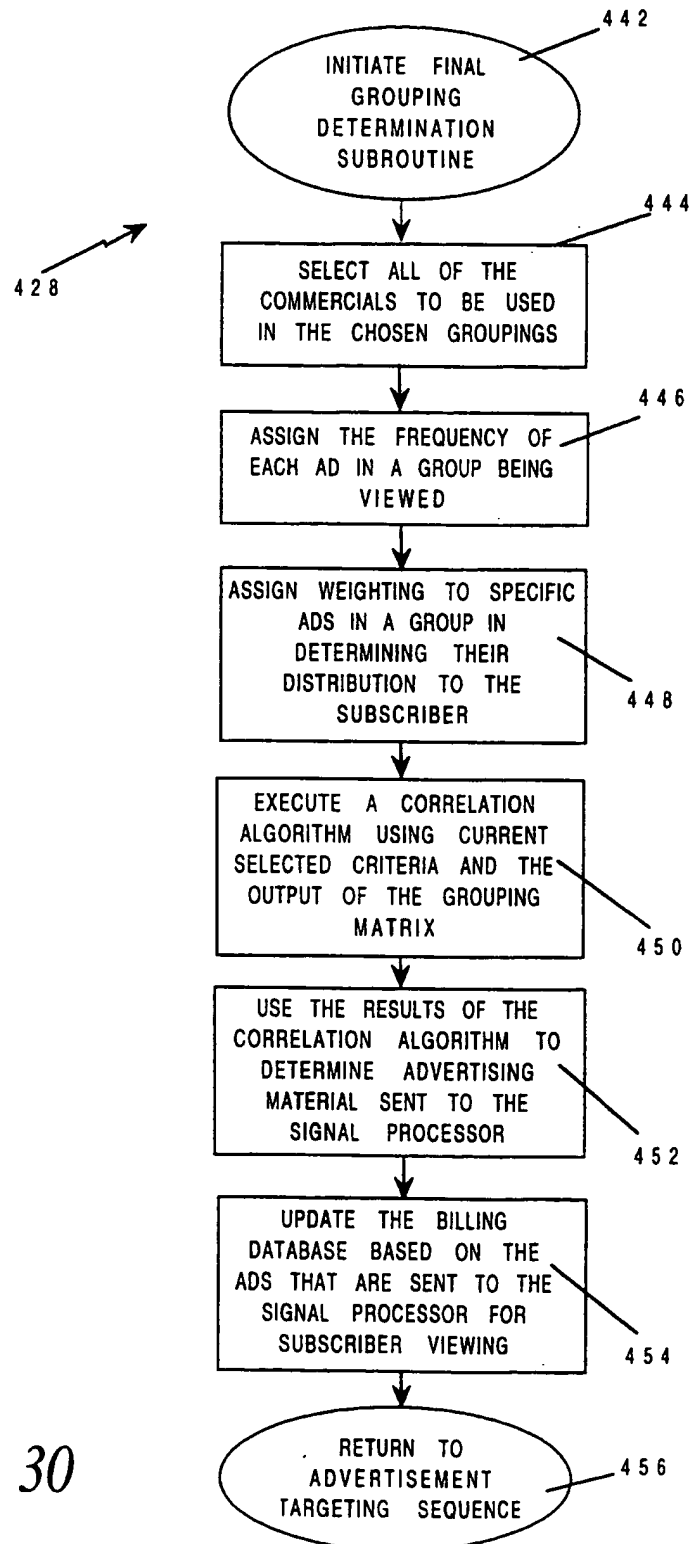 442
INITIATE FINAL
GROUPING
DETERMINATION
SUBROUTINE
428
444
SELECT ALL OF THE
COMMERCIALS TO BE USED
IN THE CHOSEN GROUPINGS
446
ASSIGN THE FREQUENCY OF
EACH AD IN A GROUP BEING
VIEWED
ASSIGN WEIGHTING TO SPECIFIC
ADS IN A GROUP IN
DETERMINING THEIR
DISTRIBUTION TO THE
SUBSCRIBER
448
EXECUTE A CORRELATION
ALGORITHM USING CURRENT
SELECTED CRITERIA AND THE
OUTPUT OF THE GROUPING
MATRIX
450
USE THE RESULTS OF THE
CORRELATION ALGORITHM TO
DETERMINE ADVERTISING
MATERIAL SENT TO THE
SIGNAL PROCESSOR
452
UPDATE THE BILLING
DATABASE BASED ON THE
ADS THAT ARE SENT TO THE
SIGNAL PROCESSOR FOR
SUBSCRIBER VIEWING
454
RETURN TO
ADVERTISEMENT
TARGETING SEQUENCE
456
30